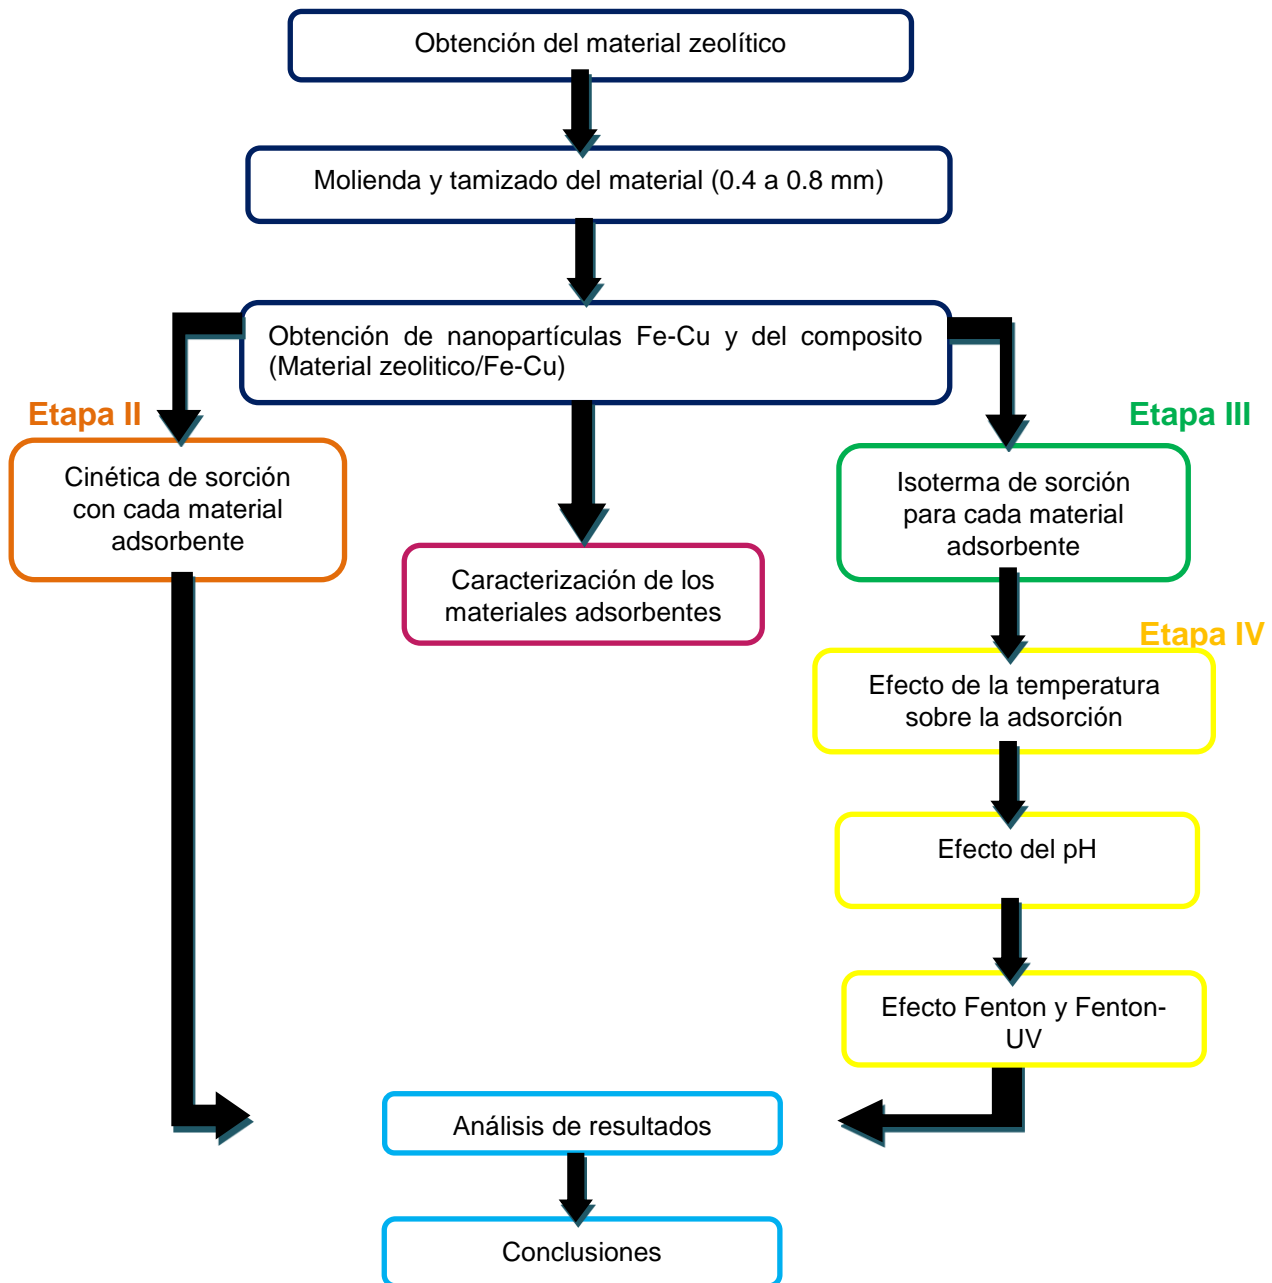 Obtención del material zeolítico
Molienda y tamizado del material (0.4 a 0.8 mm)
Obtención de nanopartículas Fe-Cu y del composito
(Material zeolitico/Fe-Cu)
Etapa II
Cinética de sorción
con cada material
adsorbente
Caracterización de los
materiales adsorbentes
Etapa III
Isoterma de sorción
para cada material
adsorbente
Etapa IV
Efecto de la temperatura
sobre la adsorción
Efecto del pH
Efecto Fenton y Fenton-
UV
Análisis de resultados
Conclusiones